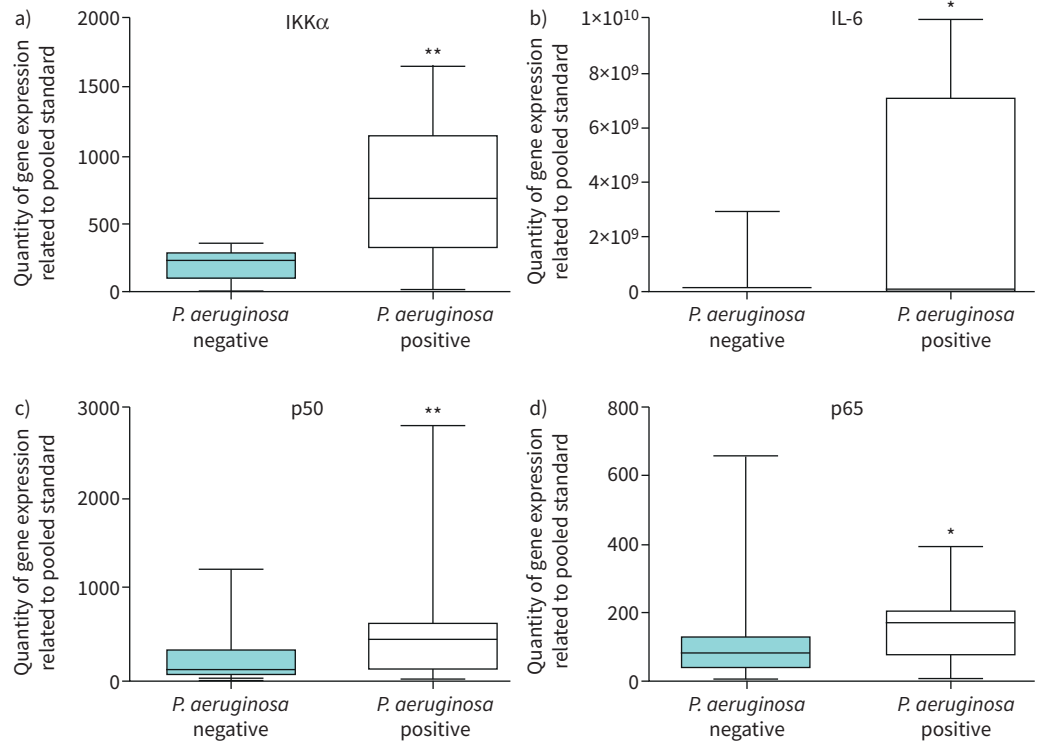 a)
IKKα
Quantity of gene expression
related to pooled standard
2000
1500
1000
500
0
**
P. aeruginosa
negative
P. aeruginosa
positive
b)
IL-6
Quantity of gene expression
related to pooled standard
1×10¹⁰
8×10⁹
6×10⁹
4×10⁹
2×10⁹
0
*
P. aeruginosa
negative
P. aeruginosa
positive
c)
p50
Quantity of gene expression
related to pooled standard
3000
2000
1000
0
**
P. aeruginosa
negative
P. aeruginosa
positive
d)
p65
Quantity of gene expression
related to pooled standard
800
600
400
200
0
*
P. aeruginosa
negative
P. aeruginosa
positive